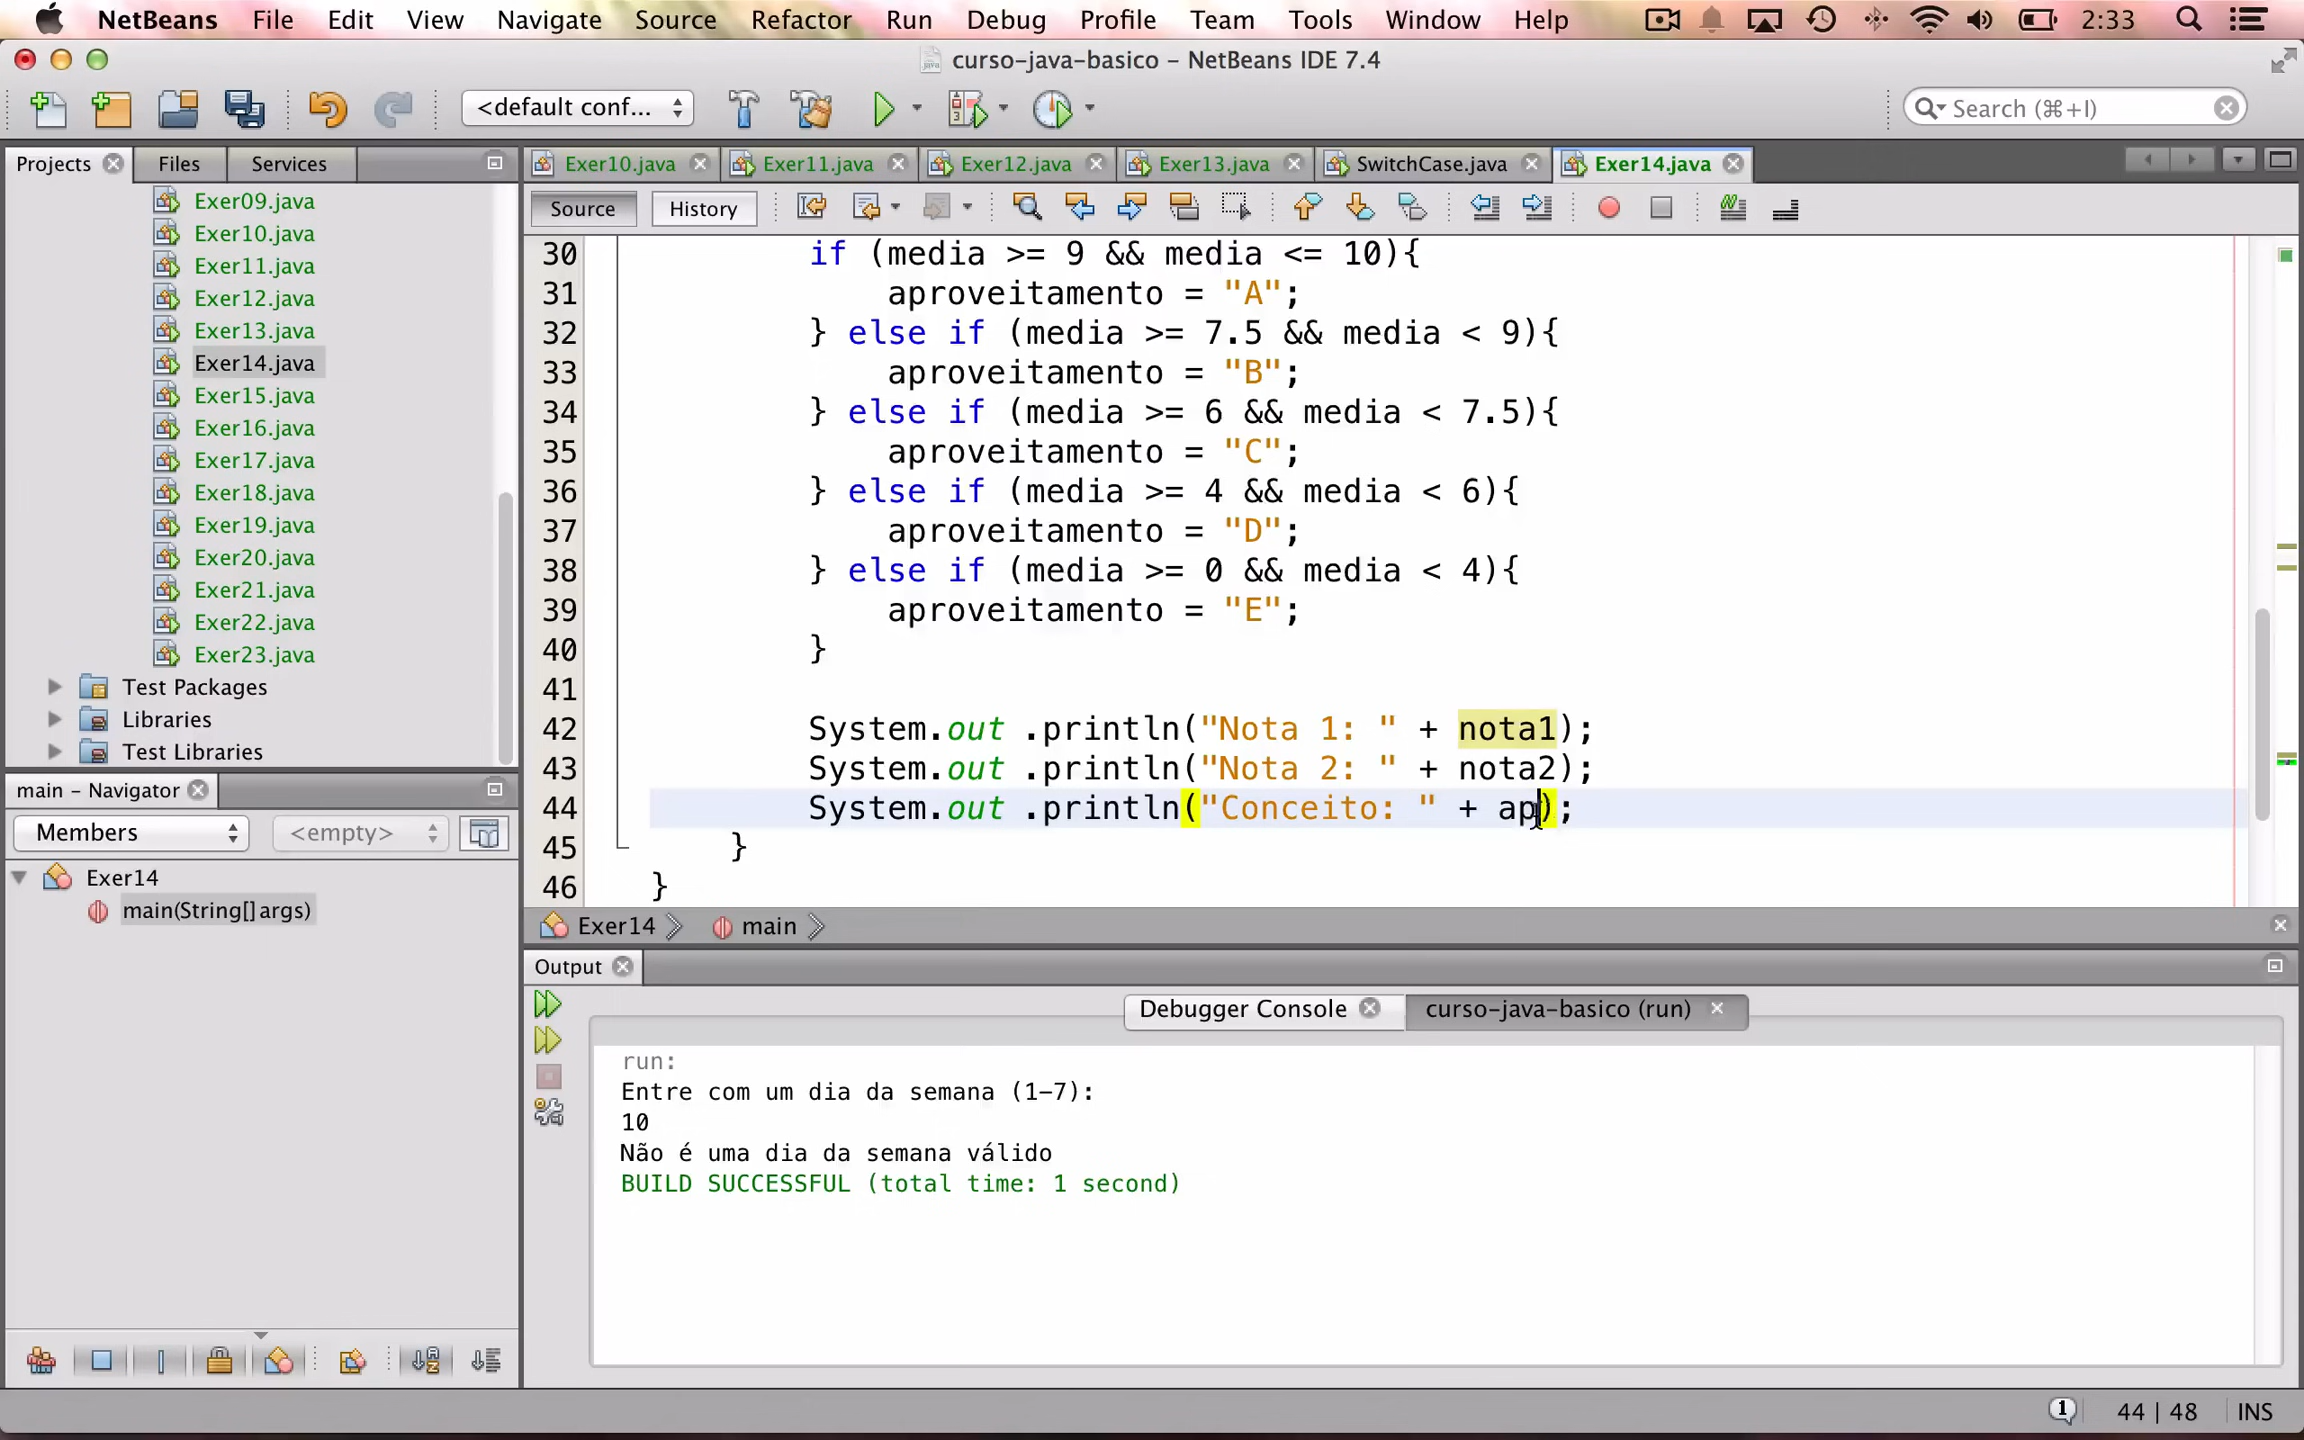 NetBeans File Edit View Navigate Source Refactor Run Debug Profile Team Tools Window Help 2:33
curso-java-basico – NetBeans IDE 7.4
<default conf... Search (⌘+I)
Projects Files Services
Exer09.java
Exer10.java
Exer11.java
Exer12.java
Exer13.java
Exer14.java
Exer15.java
Exer16.java
Exer17.java
Exer18.java
Exer19.java
Exer20.java
Exer21.java
Exer22.java
Exer23.java
Test Packages
Libraries
Test Libraries
main – Navigator
Members <empty>
Exer14
main(String[] args)
Exer10.java Exer11.java Exer12.java Exer13.java SwitchCase.java Exer14.java
Source History
30 if (media >= 9 && media <= 10){
31 aproveitamento = "A";
32 } else if (media >= 7.5 && media < 9){
33 aproveitamento = "B";
34 } else if (media >= 6 && media < 7.5){
35 aproveitamento = "C";
36 } else if (media >= 4 && media < 6){
37 aproveitamento = "D";
38 } else if (media >= 0 && media < 4){
39 aproveitamento = "E";
40 }
41
42 System.out .println("Nota 1: " + nota1);
43 System.out .println("Nota 2: " + nota2);
44 System.out .println("Conceito: " + ap);
45 }
46 }
Exer14 main
Output
Debugger Console curso-java-basico (run)
run:
Entre com um dia da semana (1-7):
10
Não é uma dia da semana válido
BUILD SUCCESSFUL (total time: 1 second)
1 44 | 48 INS